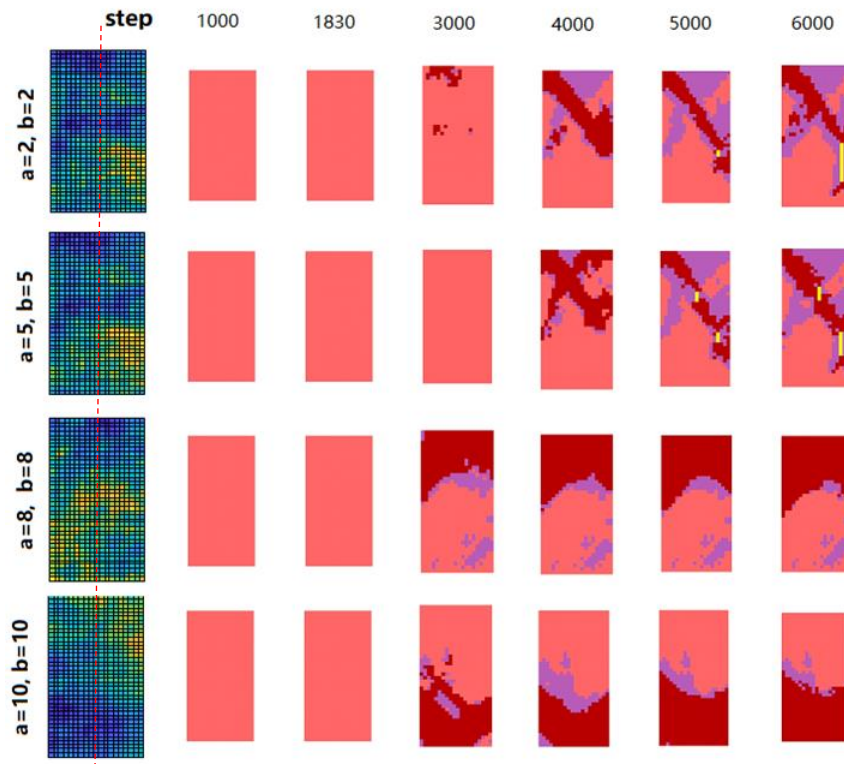 step 1000 1830 3000 4000 5000 6000
a=2, b=2
a=5, b=5
a=8, b=8
a=10, b=10